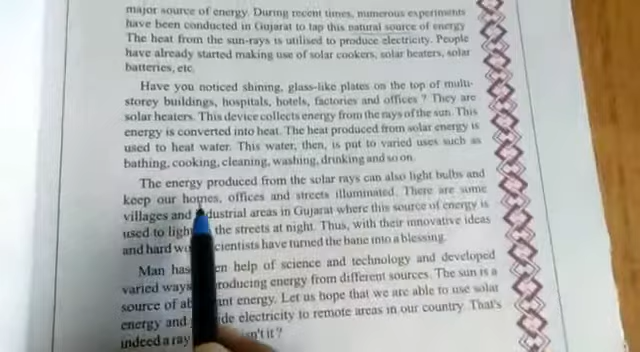 major source of energy. During recent times, numerous experiments
have been conducted in Gujarat to tap this natural source of energy
The heat from the sun-rays is utilised to produce electricity. People
have already started making use of solar cookers, solar heaters, solar
batteries, etc.
Have you noticed shining, glass-like plates on the top of multi-
storey buildings, hospitals, hotels, factories and offices ? They are
solar heaters. This device collects energy from the rays of the sun. This
energy is converted into heat. The heat produced from solar energy is
used to heat water. This water, then, is put to varied uses such as
bathing, cooking, cleaning, washing, drinking and so on.
The energy produced from the solar rays can also light bulbs and
keep our homes, offices and streets illuminated. There are some
villages and industrial areas in Gujarat where this source of energy is
used to ligh the streets at night. Thus, with their innovative ideas
and hard wo cientists have turned the bane into a blessing.
Man has en help of science and technology and developed
varied ways roducing energy from different sources. The sun is a
source of ab nt energy. Let us hope that we are able to use solar
energy and ide electricity to remote areas in our country. That's
indeed a ray n't it ?